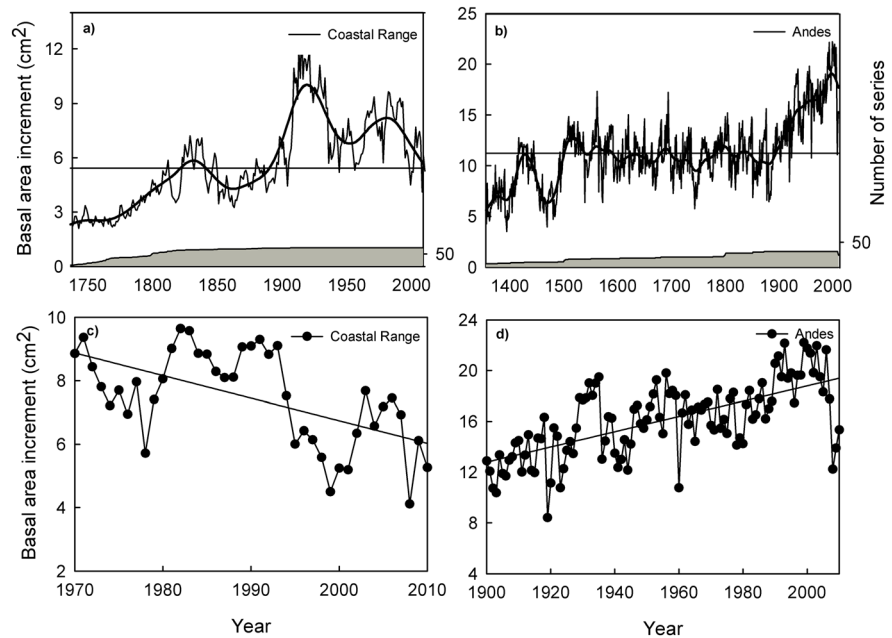 a)
Coastal Range
Basal area increment (cm2)
12
9
6
3
0
50
1750 1800 1850 1900 1950 2000
b)
Andes
25
20
15
10
5
0
Number of series
50
1400 1500 1600 1700 1800 1900 2000
c)
Coastal Range
Basal area increment (cm2)
10
8
6
4
2
1970 1980 1990 2000 2010
Year
d)
Andes
24
20
16
12
8
4
1900 1920 1940 1960 1980 2000
Year